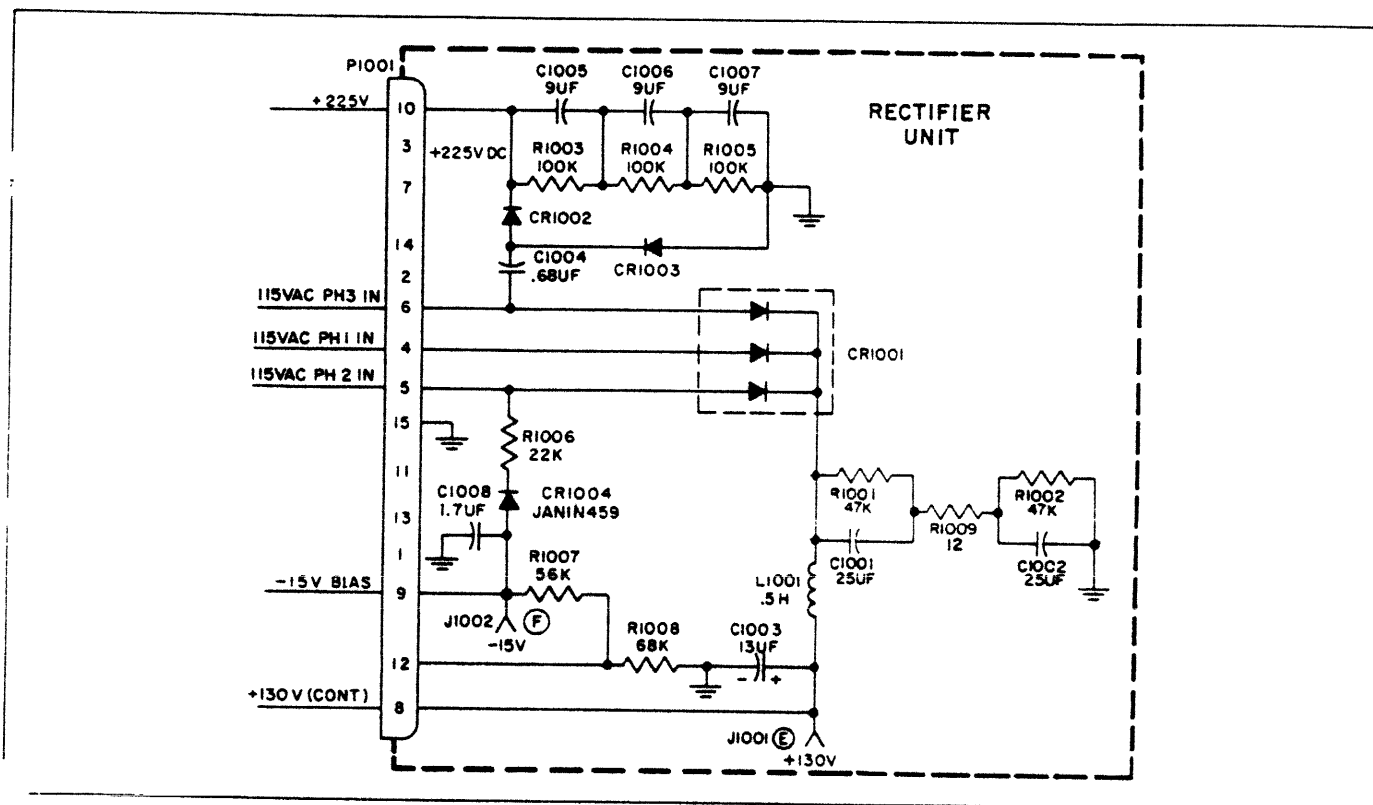 P1001
+225V
10
3
7
14
2
6
4
5
15
11
13
1
9
12
8
+225V DC
C1005
9UF
C1006
9UF
C1007
9UF
R1003
100K
R1004
100K
R1005
100K
RECTIFIER
UNIT
CR1002
C1004
.68UF
CR1003
115VAC PH3 IN
115VAC PH1 IN
115VAC PH 2 IN
CR1001
R1006
22K
C1008
1.7UF
CR1004
JAN1N459
R1001
47K
C1001
25UF
R1009
12
R1002
47K
C1002
25UF
R1007
56K
L1001
.5H
-15V BIAS
J1002 F
-15V
R1008
68K
C1003
13UF
- +
+130V (CONT)
J1001 E
+130V